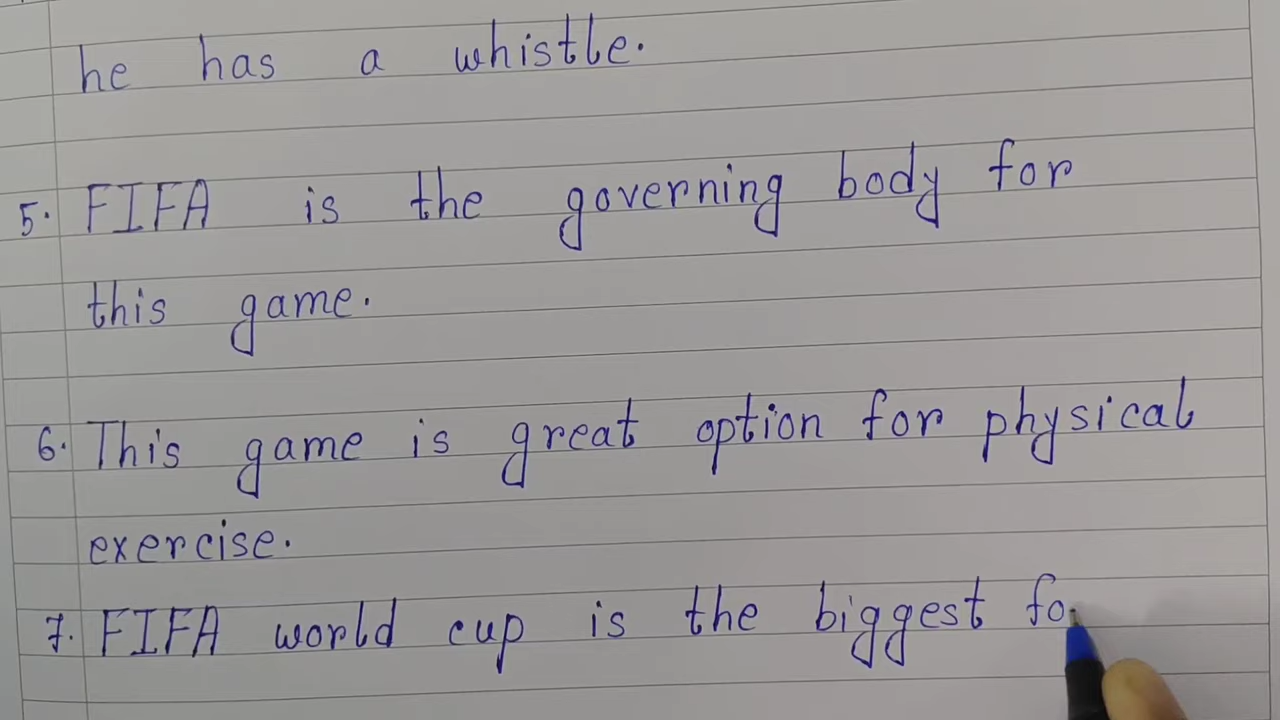 he has a whistle.
5. FIFA is the governing body for
this game.
6. This game is great option for physical
exercise.
7. FIFA world cup is the biggest fo